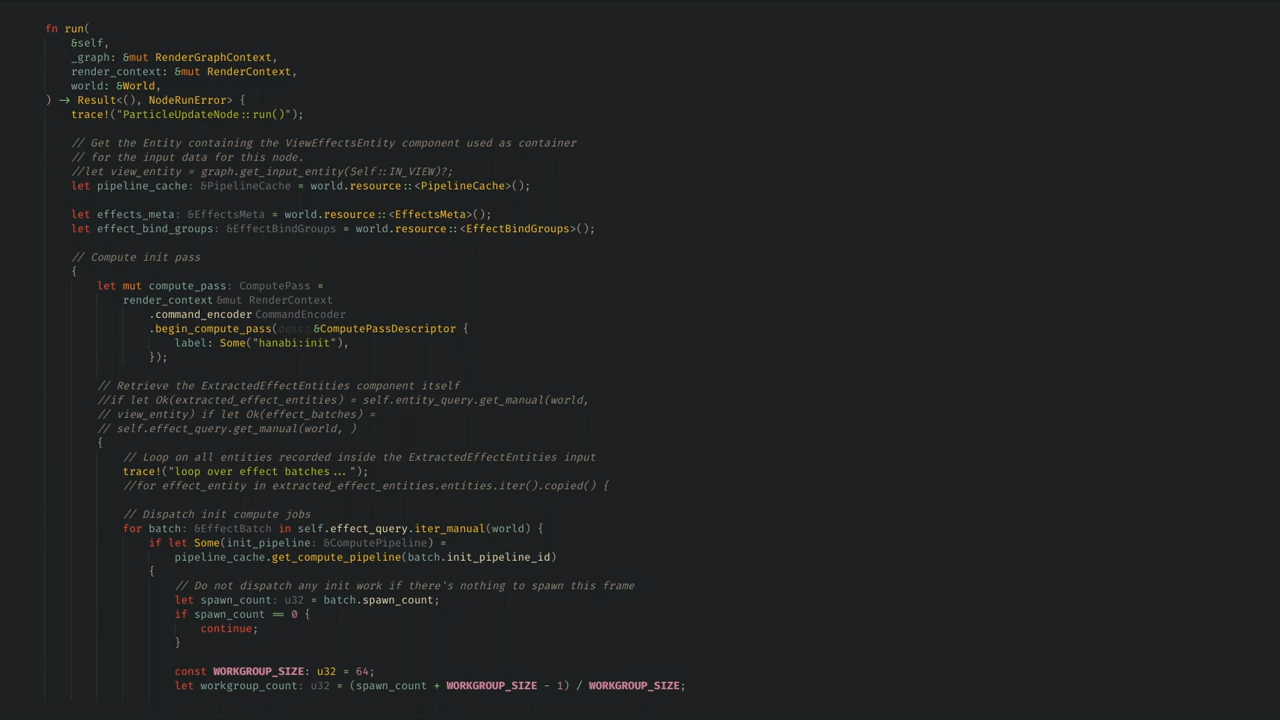 fn run(
    &self,
    _graph: &mut RenderGraphContext,
    render_context: &mut RenderContext,
    world: &World,
) -> Result<(), NodeRunError> {
    trace!("ParticleUpdateNode::run()");

    // Get the Entity containing the ViewEffectsEntity component used as container
    // for the input data for this node.
    //let view_entity = graph.get_input_entity(Self::IN_VIEW)?;
    let pipeline_cache: &PipelineCache = world.resource::<PipelineCache>();

    let effects_meta: &EffectsMeta = world.resource::<EffectsMeta>();
    let effect_bind_groups: &EffectBindGroups = world.resource::<EffectBindGroups>();

    // Compute init pass
    {
        let mut compute_pass: ComputePass =
            render_context &mut RenderContext
                .command_encoder CommandEncoder
                .begin_compute_pass(desc: &ComputePassDescriptor {
                    label: Some("hanabi:init"),
                });

        // Retrieve the ExtractedEffectEntities component itself
        //if let Ok(extracted_effect_entities) = self.entity_query.get_manual(world,
        // view_entity) if let Ok(effect_batches) =
        // self.effect_query.get_manual(world, )
        {
            // Loop on all entities recorded inside the ExtractedEffectEntities input
            trace!("loop over effect batches...");
            //for effect_entity in extracted_effect_entities.entities.iter().copied() {

            // Dispatch init compute jobs
            for batch: &EffectBatch in self.effect_query.iter_manual(world) {
                if let Some(init_pipeline: &ComputePipeline) =
                    pipeline_cache.get_compute_pipeline(batch.init_pipeline_id)
                {
                    // Do not dispatch any init work if there's nothing to spawn this frame
                    let spawn_count: u32 = batch.spawn_count;
                    if spawn_count == 0 {
                        continue;
                    }

                    const WORKGROUP_SIZE: u32 = 64;
                    let workgroup_count: u32 = (spawn_count + WORKGROUP_SIZE - 1) / WORKGROUP_SIZE;